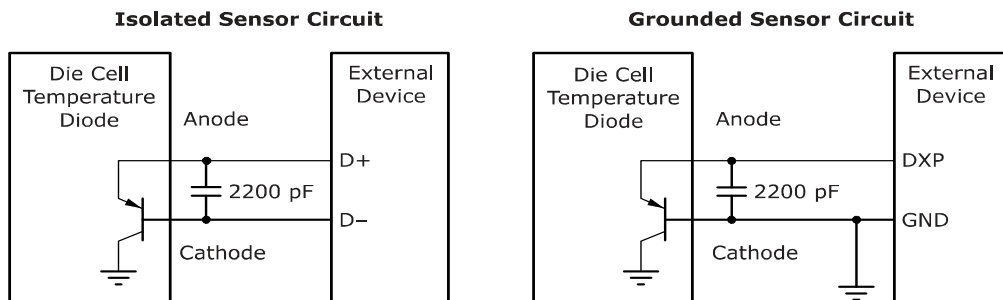 Isolated Sensor Circuit
Die Cell
Temperature
Diode
External
Device
Anode
D+
2200 pF
D−
Cathode
Grounded Sensor Circuit
Die Cell
Temperature
Diode
External
Device
Anode
DXP
2200 pF
GND
Cathode